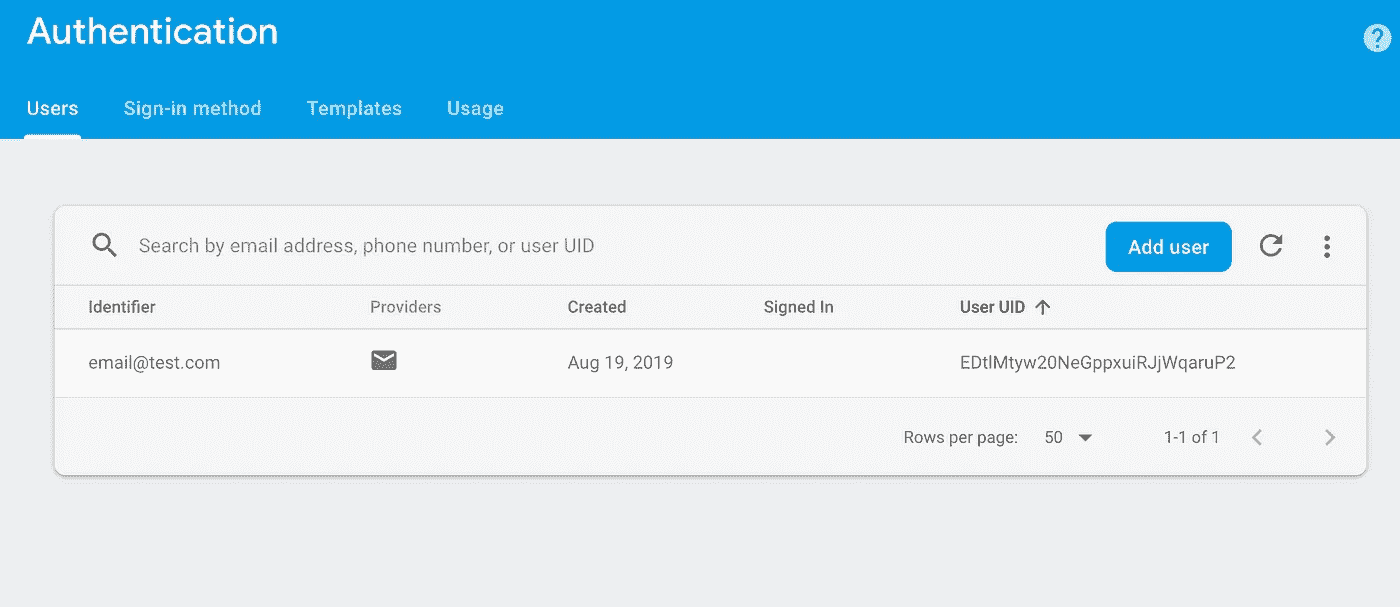 Authentication
?
Users Sign-in method Templates Usage
Search by email address, phone number, or user UID Add user
Identifier Providers Created Signed In User UID
email@test.com Aug 19, 2019 EDtlMtyw20NeGppxuiRJjWqaruP2
Rows per page: 50 1-1 of 1